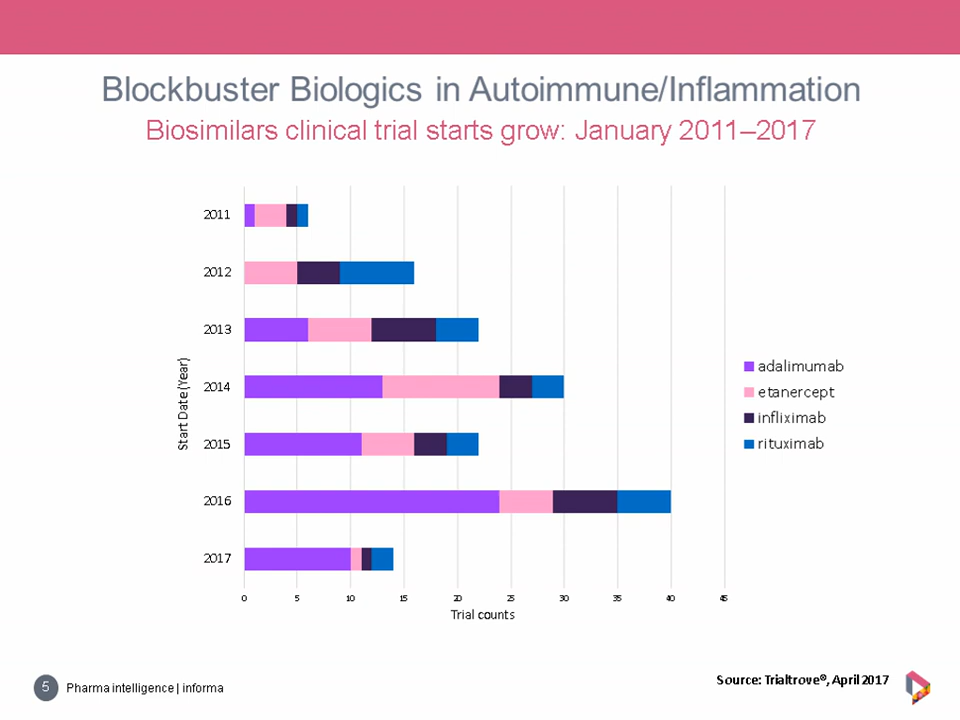 Blockbuster Biologics in Autoimmune/Inflammation
Biosimilars clinical trial starts grow: January 2011–2017
2011
2012
2013
2014
2015
2016
2017
Start Date (Year)
0 5 10 15 20 25 30 35 40 45
Trial counts
adalimumab
etanercept
infliximab
rituximab
5 Pharma intelligence | informa
Source: Trialtrove®, April 2017